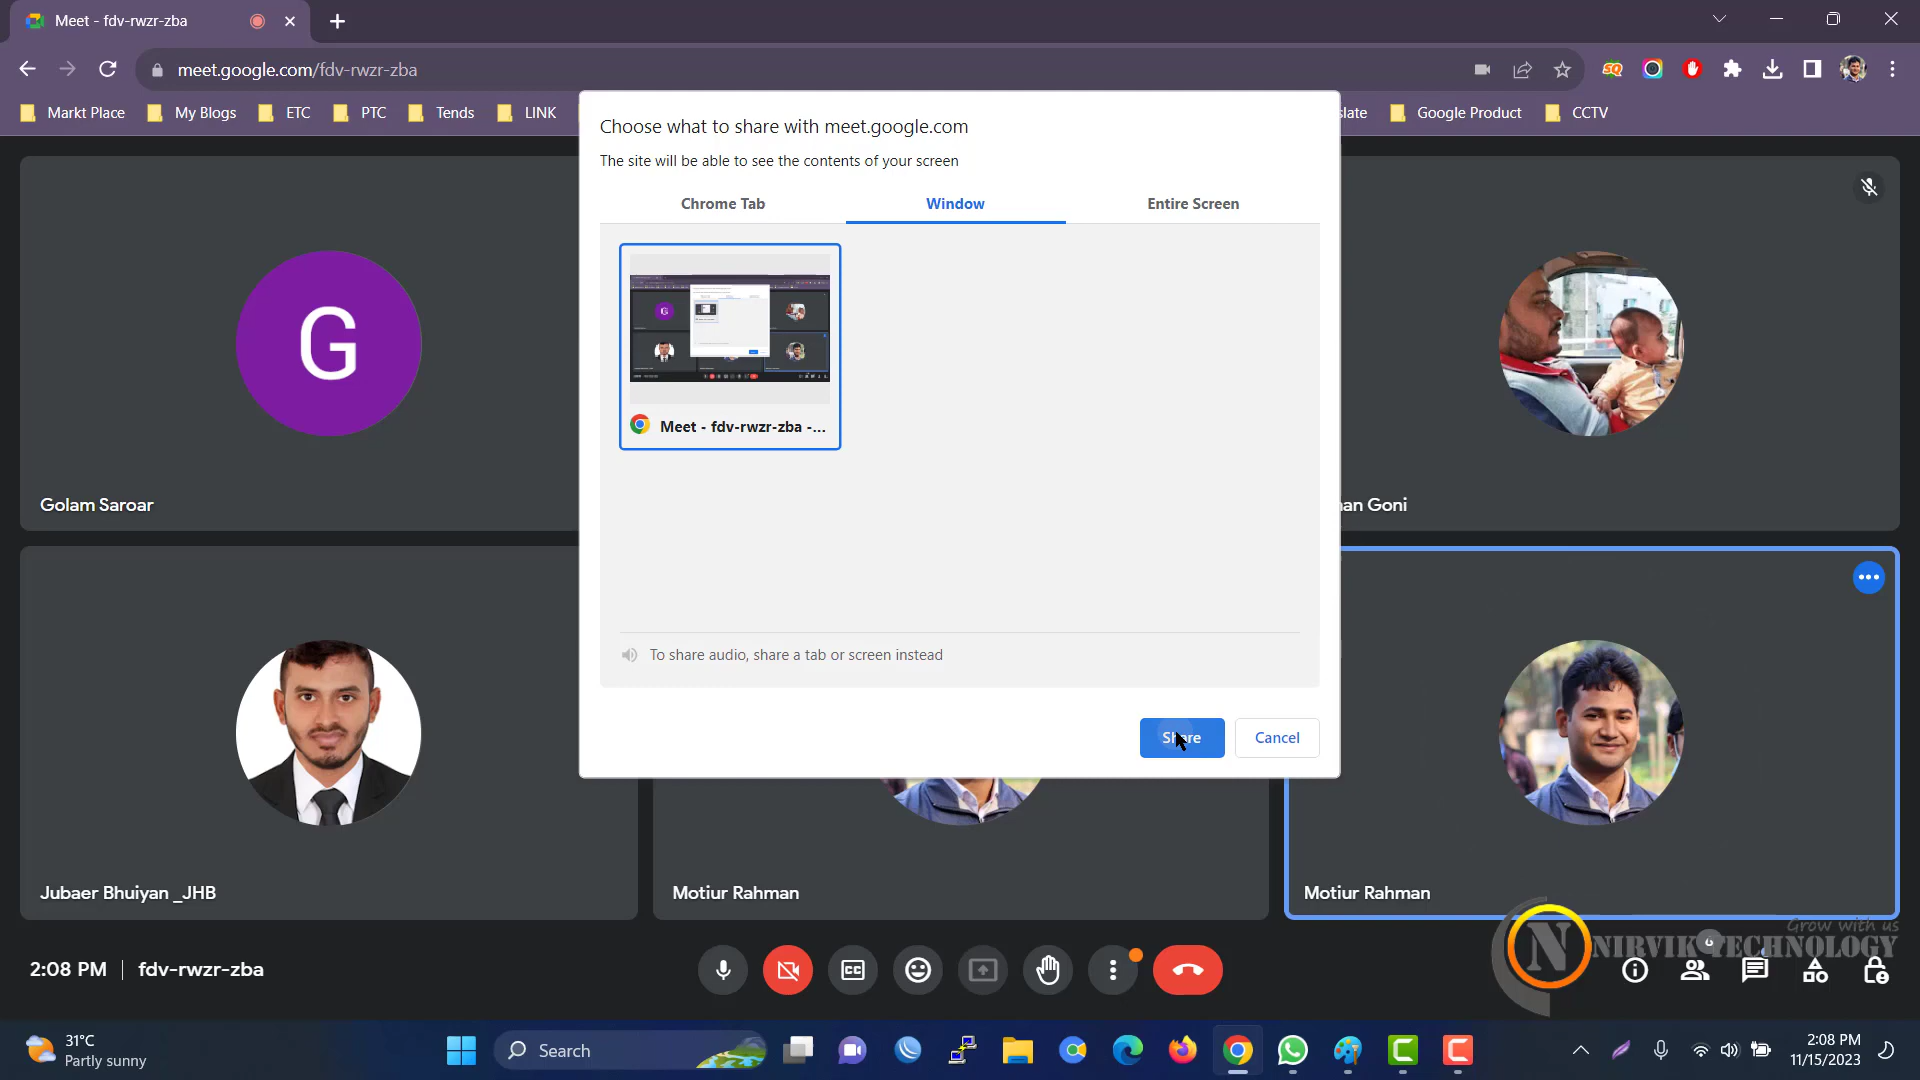 Meet - fdv-rwzr-zba
meet.google.com/fdv-rwzr-zba
Markt Place
My Blogs
ETC
PTC
Tends
LINK
slate
Google Product
CCTV
Choose what to share with meet.google.com
The site will be able to see the contents of your screen
Chrome Tab
Window
Entire Screen
Meet - fdv-rwzr-zba -...
To share audio, share a tab or screen instead
Share
Cancel
G
Golam Saroar
an Goni
Jubaer Bhuiyan _JHB
Motiur Rahman
Motiur Rahman
2:08 PM
fdv-rwzr-zba
CC
Grow with us
N NIRVIK TECHNOLOGY
31°C
Partly sunny
Search
2:08 PM
11/15/2023